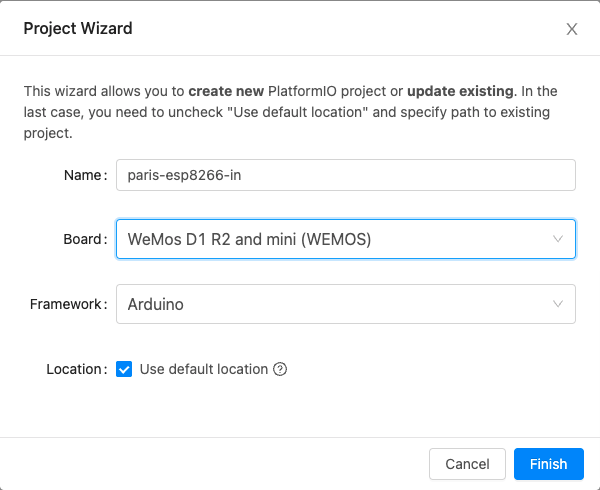 Project Wizard
This wizard allows you to create new PlatformIO project or update existing. In the
last case, you need to uncheck "Use default location" and specify path to existing
project.
Name: paris-esp8266-in
Board: WeMos D1 R2 and mini (WEMOS)
Framework: Arduino
Location: Use default location
Cancel Finish